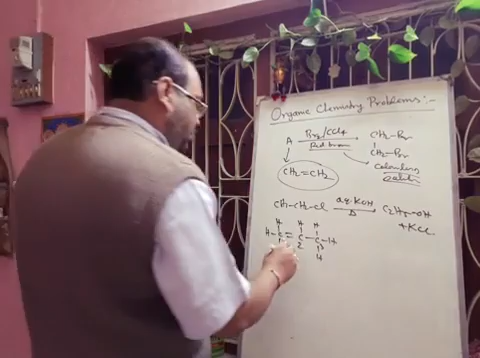 Organic Chemistry Problems :-
A Br2/CCl4 CH2-Br
Red brown
CH2-Br
CH2=CH2
Colourless
CH3-CH2-Cl aq. KOH C2H5-OH
Δ
+KCl
H H H
H-C=C-C-H
H